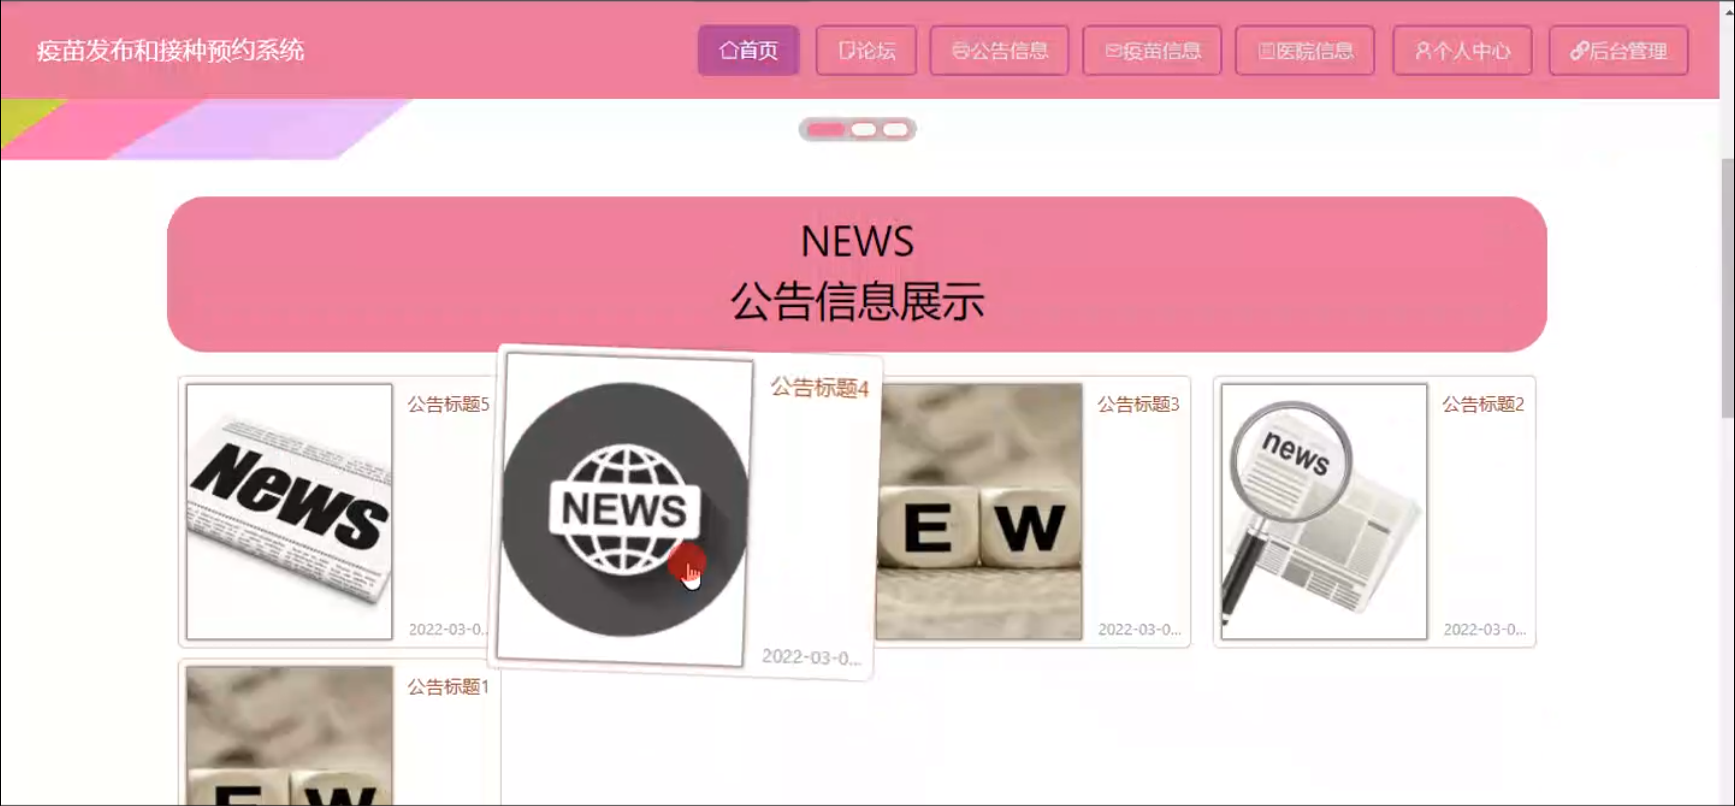 疫苗发布和接种预约系统
首页
论坛
公告信息
疫苗信息
医院信息
个人中心
后台管理
NEWS
公告信息展示
News
公告标题5
2022-03-0..
NEWS
公告标题4
2022-03-0...
E W
公告标题3
2022-03-0...
news
公告标题2
2022-03-0...
E W
公告标题1